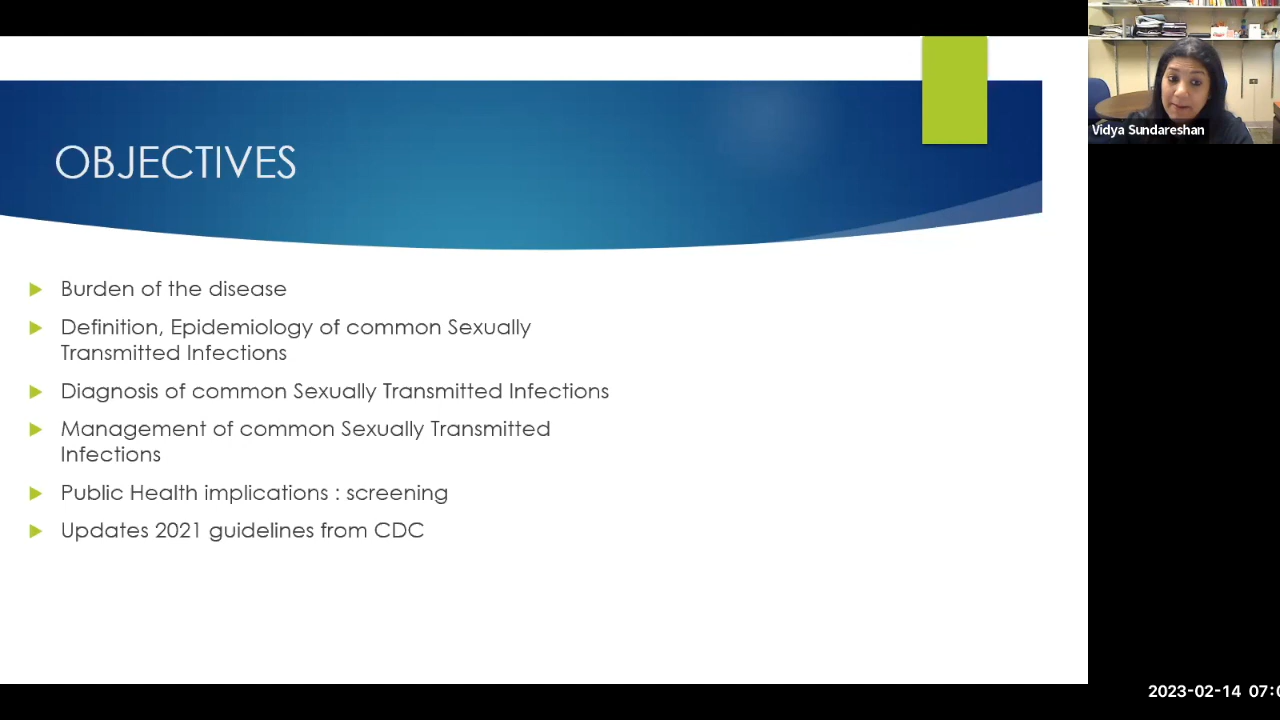 OBJECTIVES
Burden of the disease
Definition, Epidemiology of common Sexually
Transmitted Infections
Diagnosis of common Sexually Transmitted Infections
Management of common Sexually Transmitted
Infections
Public Health implications : screening
Updates 2021 guidelines from CDC
Vidya Sundareshan
2023-02-14 07:0